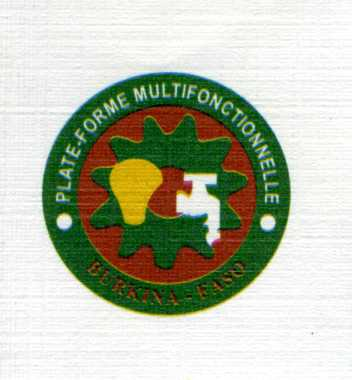 PLATE-FORME MULTIFONCTIONNELLE
BURKINA - FASO